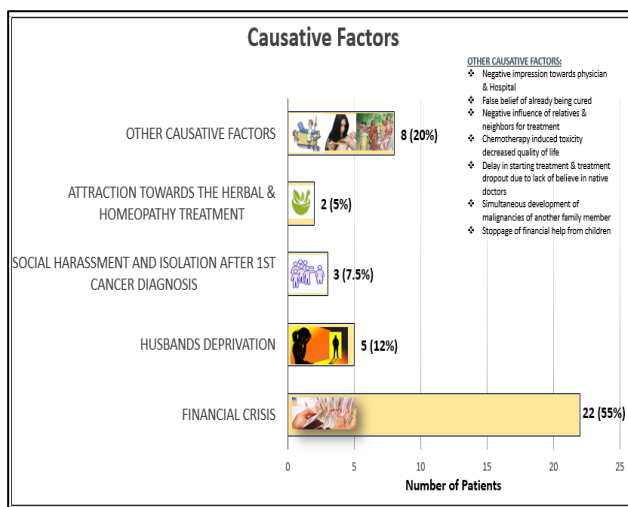 Causative Factors
OTHER CAUSATIVE FACTORS:
❖ Negative impression towards physician
& Hospital
❖ False belief of already being cured
❖ Negative influence of relatives &
neighbors for treatment
❖ Chemotherapy induced toxicity
decreased quality of life
❖ Delay in starting treatment & treatment
dropout due to lack of believe in native
doctors
❖ Simultaneous development of
malignancies of another family member
❖ Stoppage of financial help from children
OTHER CAUSATIVE FACTORS
8 (20%)
ATTRACTION TOWARDS THE HERBAL &
HOMEOPATHY TREATMENT
2 (5%)
SOCIAL HARASSMENT AND ISOLATION AFTER 1ST
CANCER DIAGNOSIS
3 (7.5%)
HUSBANDS DEPRIVATION
5 (12%)
FINANCIAL CRISIS
22 (55%)
0 5 10 15 20 25
Number of Patients